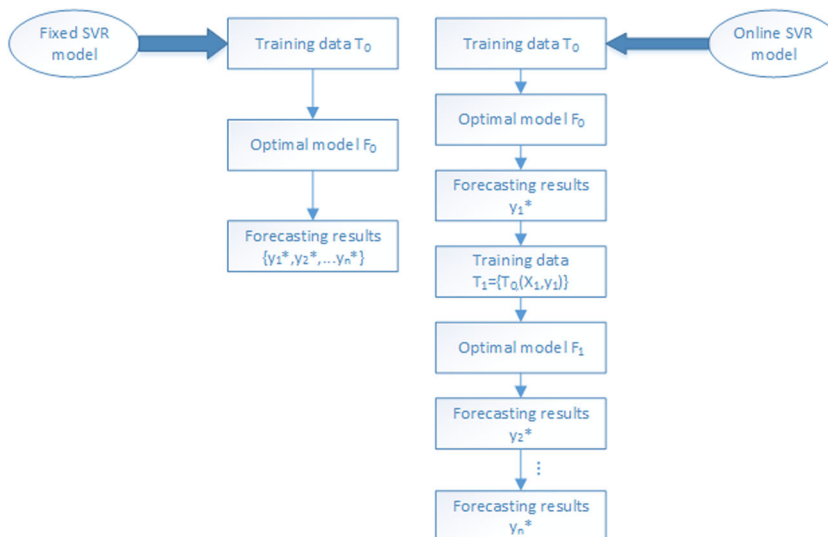 Fixed SVR
model
Training data T₀
Optimal model F₀
Forecasting results
{y₁*,y₂*,...yₙ*}
Online SVR
model
Training data T₀
Optimal model F₀
Forecasting results
y₁*
Training data
T₁={T₀,(X₁,y₁)}
Optimal model F₁
Forecasting results
y₂*
...
Forecasting results
yₙ*